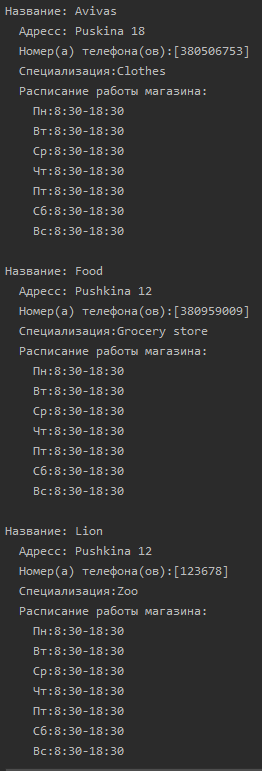 Название: Avivas
Адресс: Puskina 18
Номер(а) телефона(ов):[380506753]
Специализация:Clothes
Расписание работы магазина:
Пн:8:30-18:30
Вт:8:30-18:30
Ср:8:30-18:30
Чт:8:30-18:30
Пт:8:30-18:30
Сб:8:30-18:30
Вс:8:30-18:30
Название: Food
Адресс: Pushkina 12
Номер(а) телефона(ов):[380959009]
Специализация:Grocery store
Расписание работы магазина:
Пн:8:30-18:30
Вт:8:30-18:30
Ср:8:30-18:30
Чт:8:30-18:30
Пт:8:30-18:30
Сб:8:30-18:30
Вс:8:30-18:30
Название: Lion
Адресс: Pushkina 12
Номер(а) телефона(ов):[123678]
Специализация:Zoo
Расписание работы магазина:
Пн:8:30-18:30
Вт:8:30-18:30
Ср:8:30-18:30
Чт:8:30-18:30
Пт:8:30-18:30
Сб:8:30-18:30
Вс:8:30-18:30